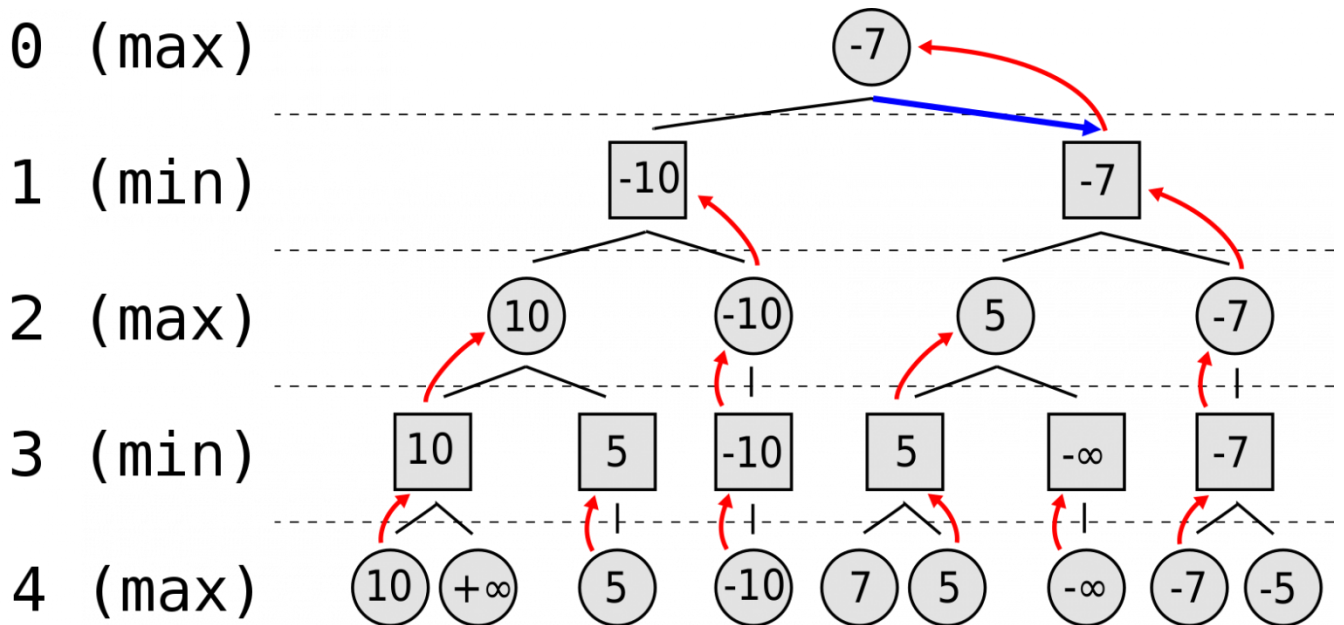 0 (max) -7
1 (min) -10 -7
2 (max) 10 -10 5 -7
3 (min) 10 5 -10 5 -∞ -7
4 (max) 10 +∞ 5 -10 7 5 -∞ -7 -5